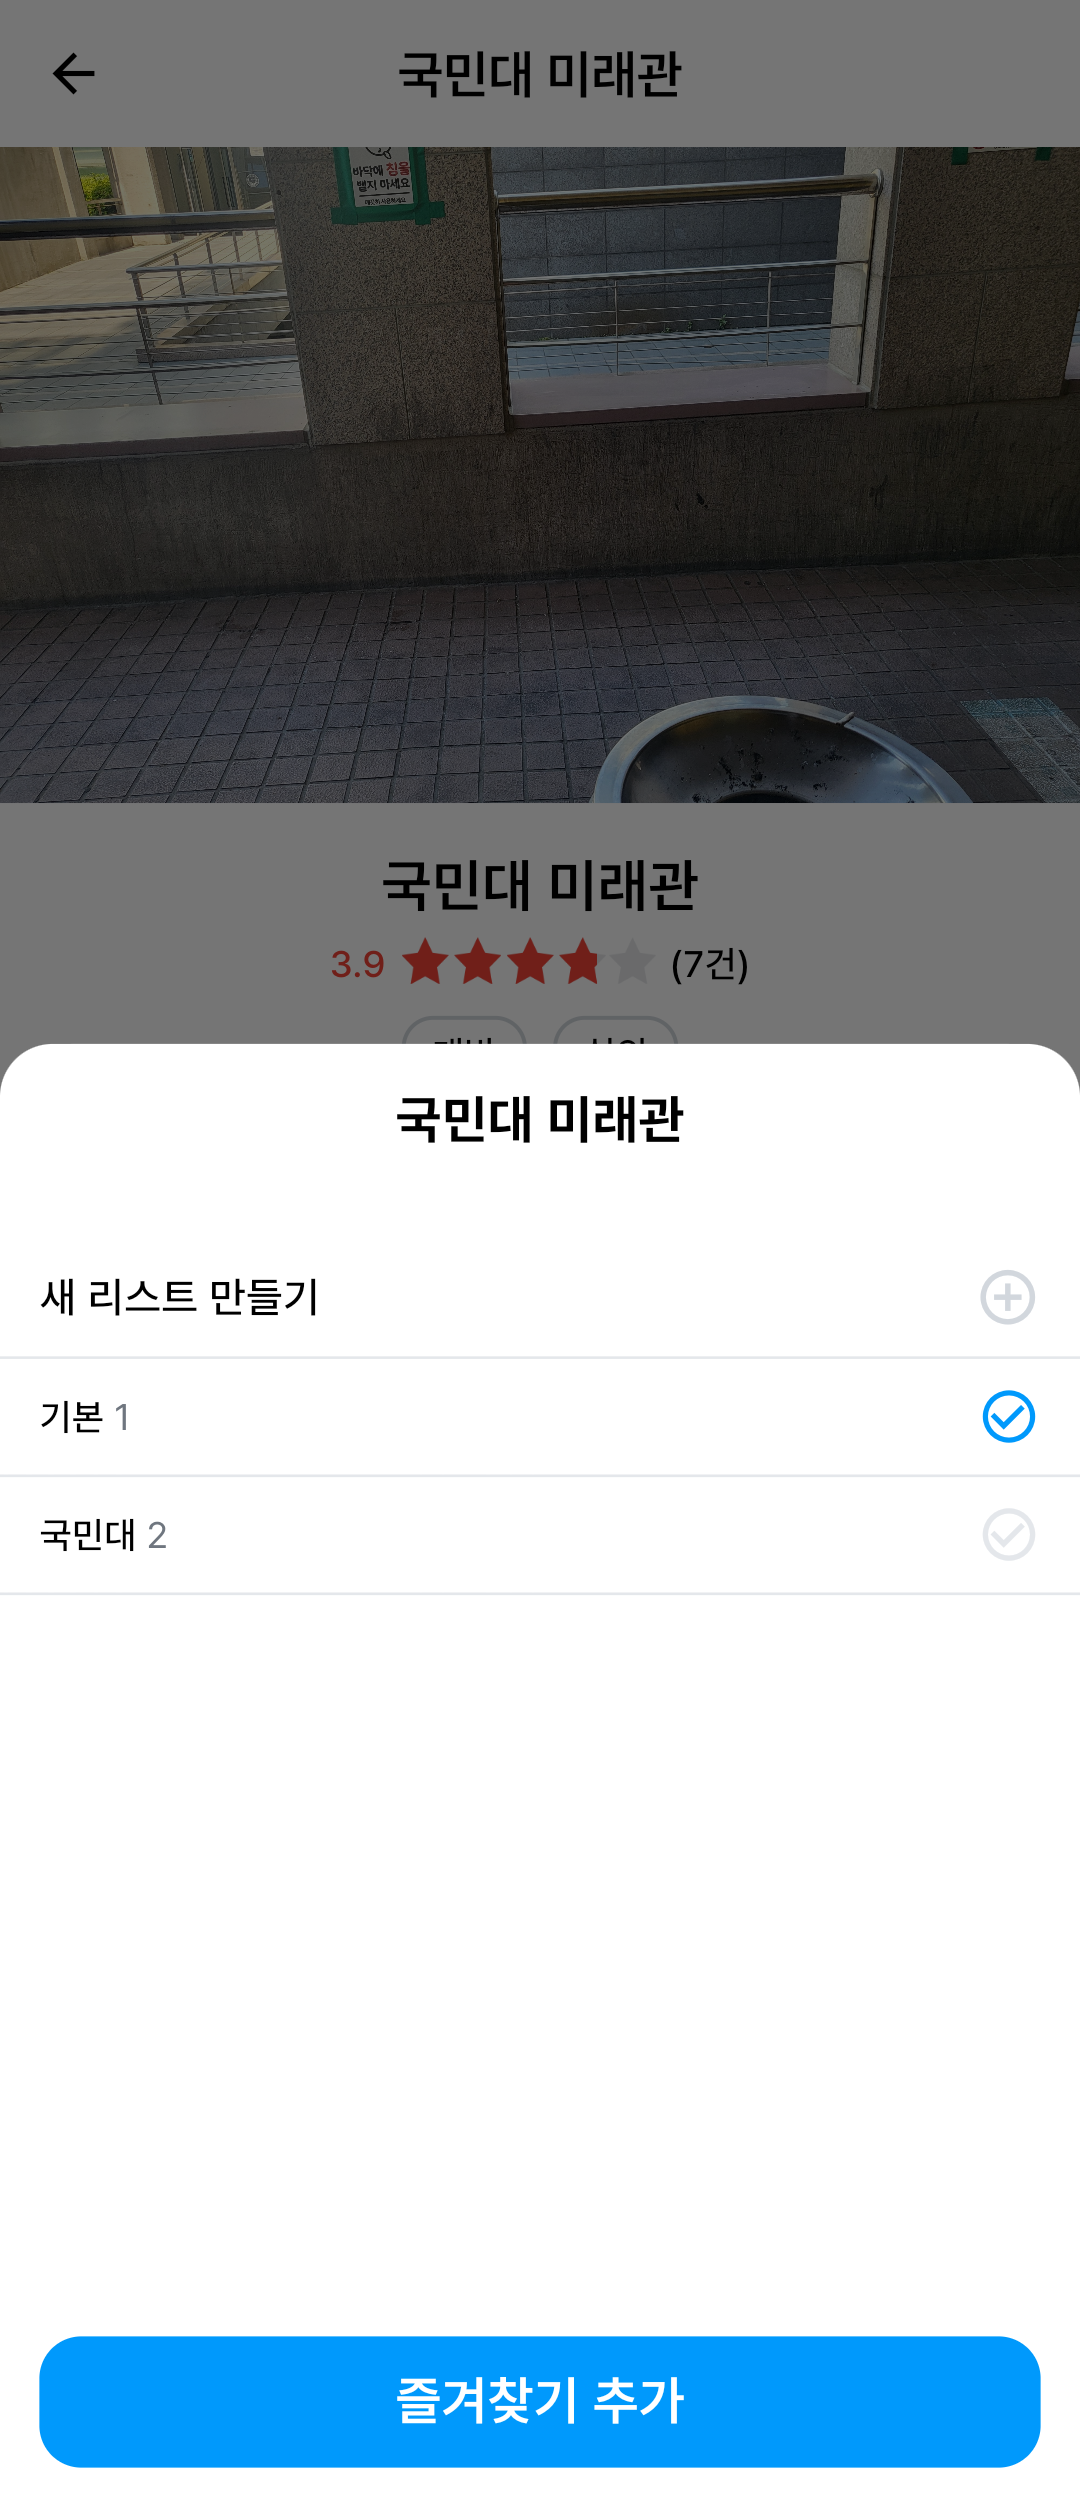 국민대 미래관
바닥에 침을
뱉지 마세요
국민대 미래관
3.9 (7건)
국민대 미래관
새 리스트 만들기
기본 1
국민대 2
즐겨찾기 추가